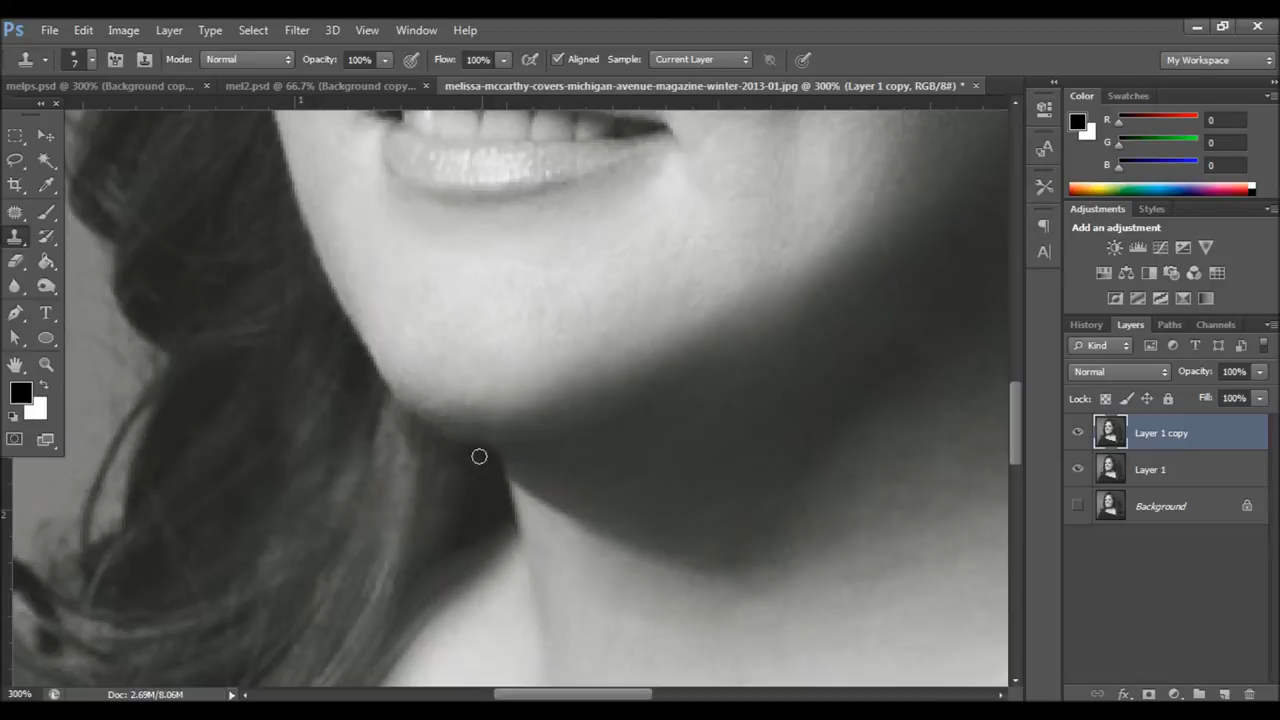 Ps File Edit Image Layer Type Select Filter 3D View Window Help
7 Mode: Normal Opacity: 100% Flow: 100% Aligned Sample: Current Layer My Workspace
melps.psd @ 300% (Background cop... × mel2.psd @ 66.7% (Background copy... × melissa-mccarthy-covers-michigan-avenue-magazine-winter-2013-01.jpg @ 300% (Layer 1 copy, RGB/8#) * ×
1
2
Color Swatches
R 0
G 0
B 0
Adjustments Styles
Add an adjustment
History Layers Paths Channels
Kind
Normal Opacity: 100%
Lock: Fill: 100%
Layer 1 copy
Layer 1
Background
300% Doc: 2.69M/8.06M